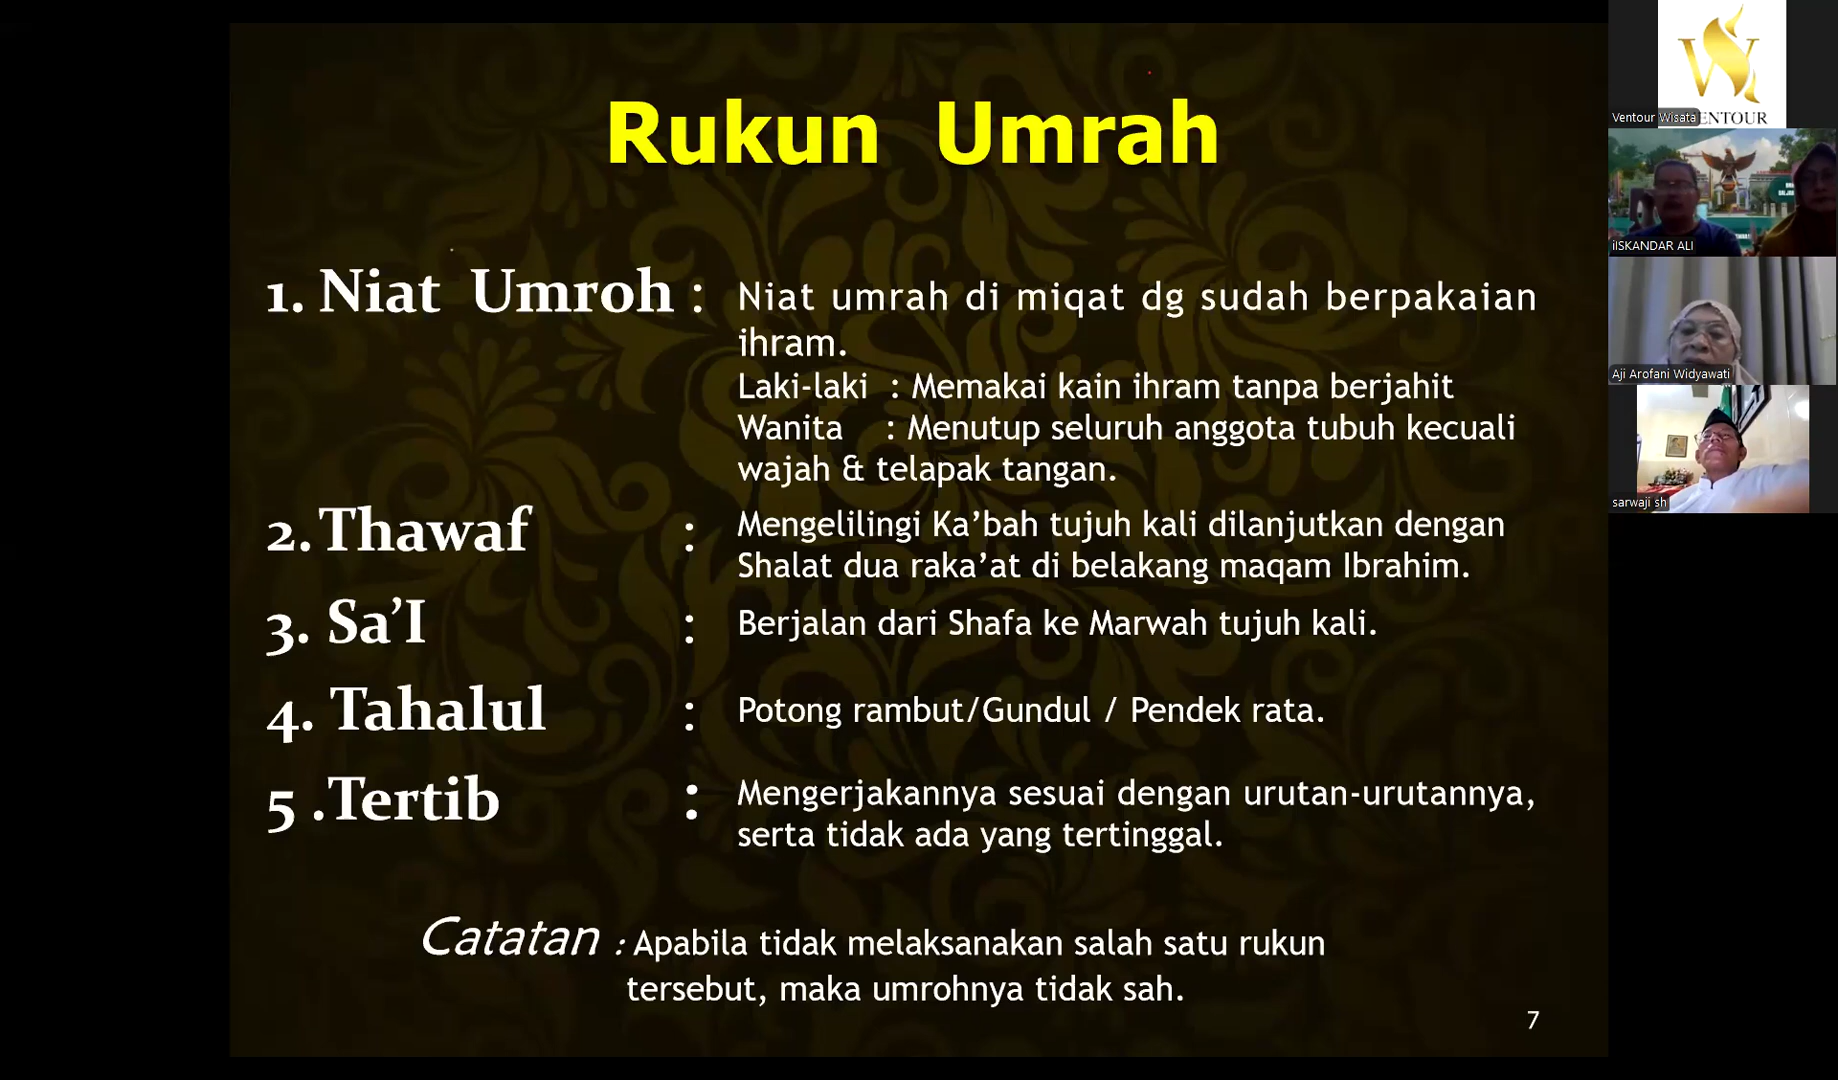 Rukun Umrah
1. Niat Umroh : Niat umrah di miqat dg sudah berpakaian
ihram.
Laki-laki : Memakai kain ihram tanpa berjahit
Wanita : Menutup seluruh anggota tubuh kecuali
wajah & telapak tangan.
2. Thawaf : Mengelilingi Ka’bah tujuh kali dilanjutkan dengan
Shalat dua raka’at di belakang maqam Ibrahim.
3. Sa’I : Berjalan dari Shafa ke Marwah tujuh kali.
4. Tahalul : Potong rambut/Gundul / Pendek rata.
5 .Tertib : Mengerjakannya sesuai dengan urutan-urutannya,
serta tidak ada yang tertinggal.
Catatan : Apabila tidak melaksanakan salah satu rukun
tersebut, maka umrohnya tidak sah.
7
Ventour Wisata
ENTOUR
iISKANDAR ALI
Aji Arofani Widyawati
sarwaji sh